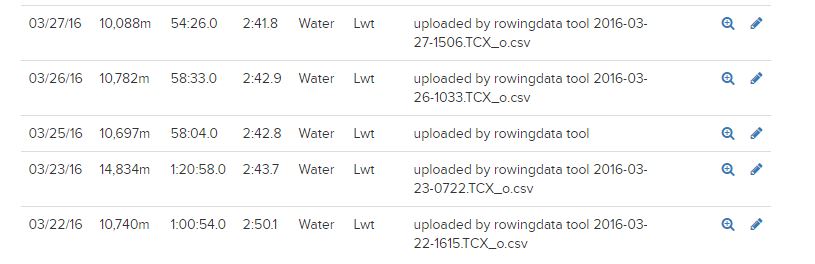 03/27/16 10,088m 54:26.0 2:41.8 Water Lwt uploaded by rowingdata tool 2016-03-
27-1506.TCX_o.csv
03/26/16 10,782m 58:33.0 2:42.9 Water Lwt uploaded by rowingdata tool 2016-03-
26-1033.TCX_o.csv
03/25/16 10,697m 58:04.0 2:42.8 Water Lwt uploaded by rowingdata tool
03/23/16 14,834m 1:20:58.0 2:43.7 Water Lwt uploaded by rowingdata tool 2016-03-
23-0722.TCX_o.csv
03/22/16 10,740m 1:00:54.0 2:50.1 Water Lwt uploaded by rowingdata tool 2016-03-
22-1615.TCX_o.csv